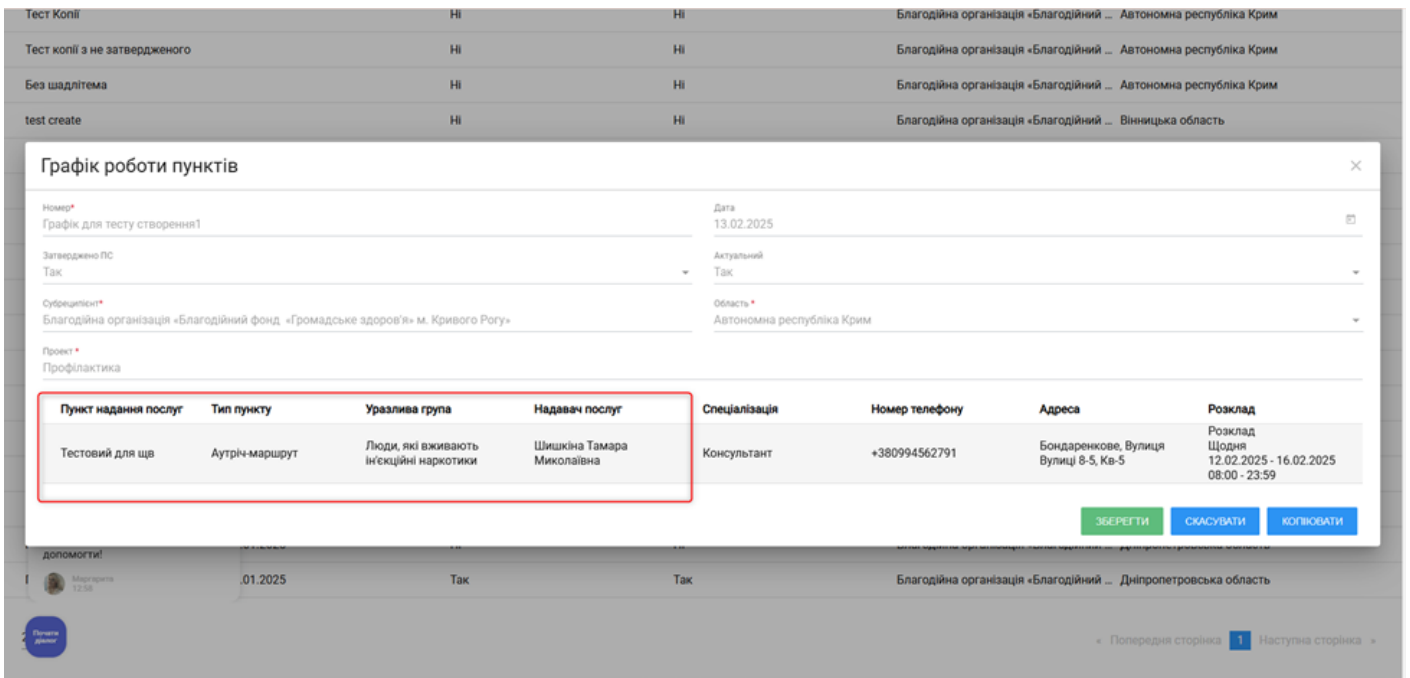 Тест Копії Ні Ні Благодійна організація «Благодійний ... Автономна республіка Крим
Тест копії з не затвердженого Ні Ні Благодійна організація «Благодійний ... Автономна республіка Крим
Без шадлітема Ні Ні Благодійна організація «Благодійний ... Автономна республіка Крим
test create Ні Ні Благодійна організація «Благодійний ... Вінницька область
Графік роботи пунктів
Номер* Дата
Графік для тесту створення1 13.02.2025
Затверджено ПС Актуальний
Так Так
Субреципієнт* Область *
Благодійна організація «Благодійний фонд «Громадське здоров'я» м. Кривого Рогу» Автономна республіка Крим
Проект *
Профілактика
Пункт надання послуг Тип пункту Уразлива група Надавач послуг Спеціалізація Номер телефону Адреса Розклад
Тестовий для щв Аутріч-маршрут Люди, які вживають Шишкіна Тамара Консультант +380994562791 Бондаренкове, Вулиця Розклад
ін'єкційні наркотики Миколаївна Вулиці 8-5, Кв-5 Щодня
12.02.2025 - 16.02.2025
08:00 - 23:59
ЗБЕРЕГТИ СКАСУВАТИ КОПІЮВАТИ
допомогти!
Маргарита .01.2025 Так Так Благодійна організація «Благодійний ... Дніпропетровська область
12:58
Почати
діалог
« Попередня сторінка 1 Наступна сторінка »